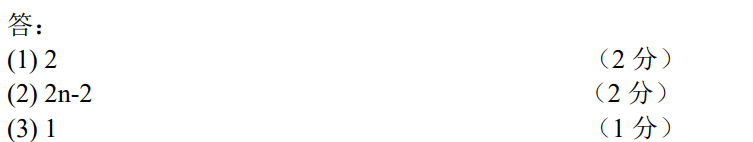 答：
(1) 2 （2 分）
(2) 2n-2 （2 分）
(3) 1 （1 分）